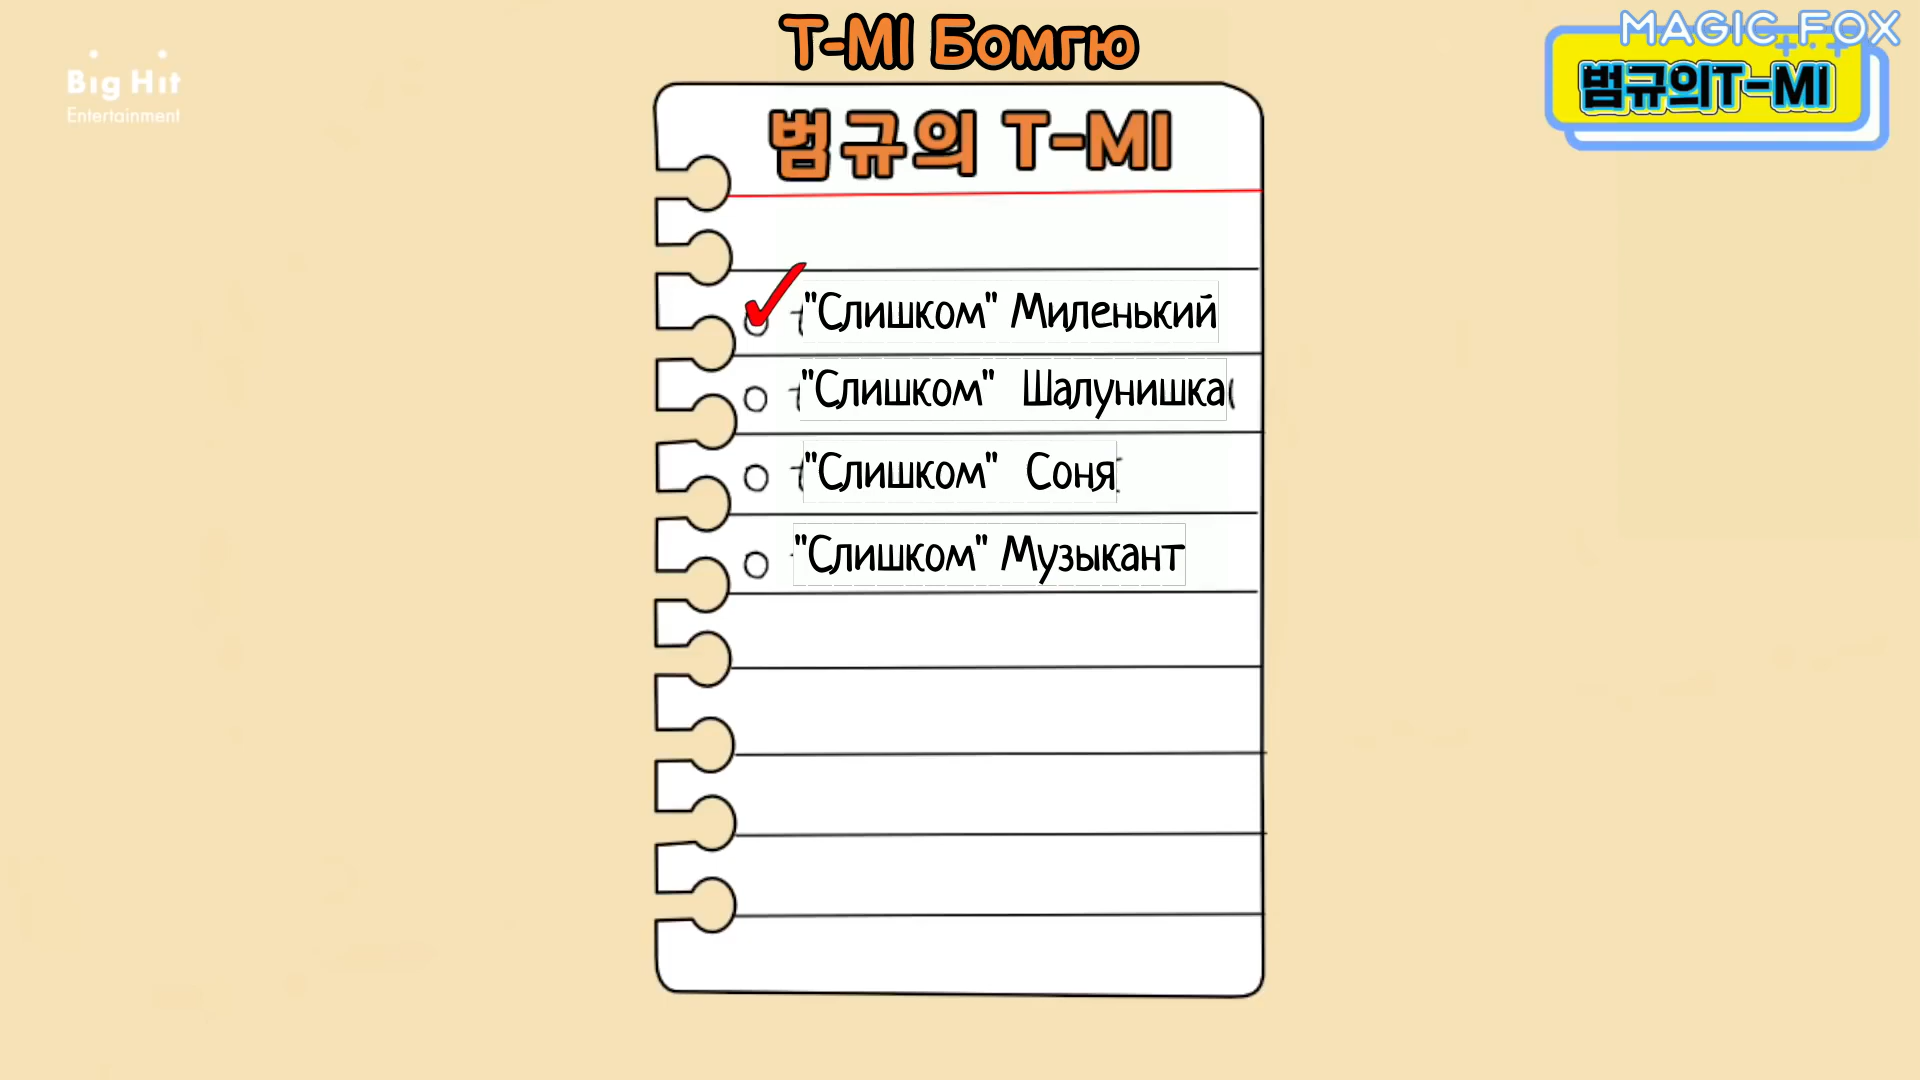 T-MI Бомгю
Big Hit
Entertainment
MAGIC FOX
범규의T-MI
범규의 T-MI
"Слишком" Миленький
"Слишком" Шалунишка
"Слишком" Соня
"Слишком" Музыкант